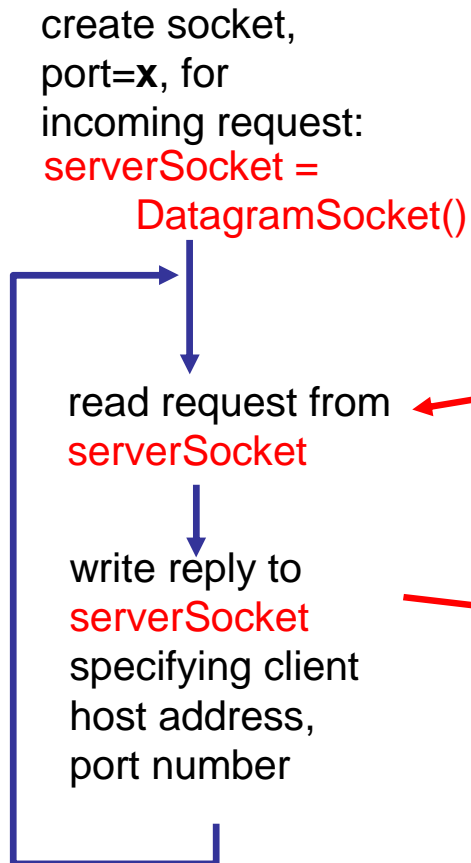 create socket,
port=x, for
incoming request:
serverSocket =
DatagramSocket()
read request from
serverSocket
write reply to
serverSocket
specifying client
host address,
port number